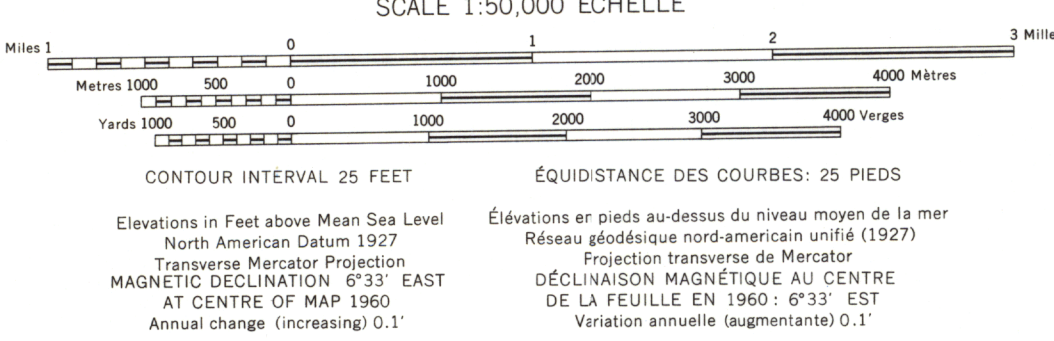 SCALE 1:50,000 ÉCHELLE
Miles 1 0 1 2 3 Mille
Metres 1000 500 0 1000 2000 3000 4000 Mètres
Yards 1000 500 0 1000 2000 3000 4000 Verges
CONTOUR INTERVAL 25 FEET
Elevations in Feet above Mean Sea Level
North American Datum 1927
Transverse Mercator Projection
MAGNETIC DECLINATION 6°33' EAST
AT CENTRE OF MAP 1960
Annual change (increasing) 0.1'
ÉQUIDISTANCE DES COURBES: 25 PIEDS
Élévations en pieds au-dessus du niveau moyen de la mer
Réseau géodésique nord-americain unifié (1927)
Projection transverse de Mercator
DÉCLINAISON MAGNÉTIQUE AU CENTRE
DE LA FEUILLE EN 1960 : 6°33' EST
Variation annuelle (augmentante) 0.1'